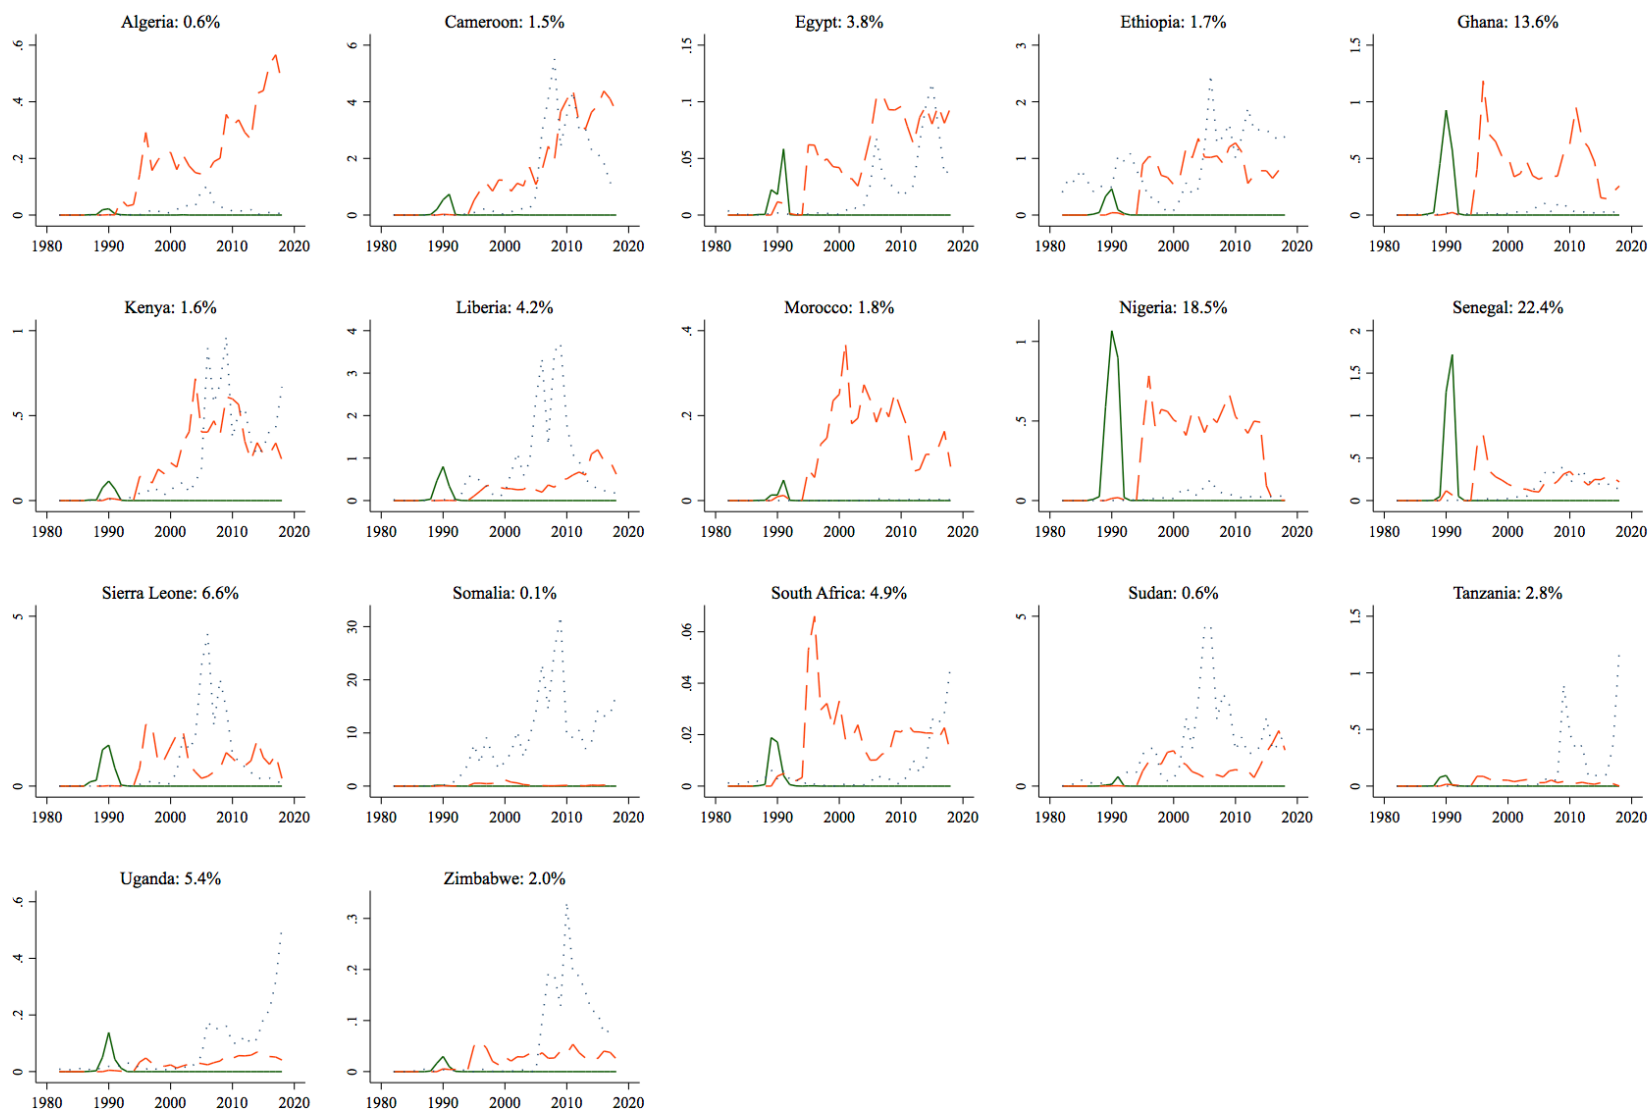 Algeria: 0.6%
Cameroon: 1.5%
Egypt: 3.8%
Ethiopia: 1.7%
Ghana: 13.6%
0 .2 .4 .6
0 2 4 6
0 .05 .1 .15
0 1 2 3
0 .5 1 1.5
1980 1990 2000 2010 2020
1980 1990 2000 2010 2020
1980 1990 2000 2010 2020
1980 1990 2000 2010 2020
1980 1990 2000 2010 2020
Kenya: 1.6%
Liberia: 4.2%
Morocco: 1.8%
Nigeria: 18.5%
Senegal: 22.4%
0 .5 1
0 1 2 3 4
0 .2 .4
0 .5 1
0 .5 1 1.5 2
1980 1990 2000 2010 2020
1980 1990 2000 2010 2020
1980 1990 2000 2010 2020
1980 1990 2000 2010 2020
1980 1990 2000 2010 2020
Sierra Leone: 6.6%
Somalia: 0.1%
South Africa: 4.9%
Sudan: 0.6%
Tanzania: 2.8%
0 5
0 10 20 30
0 .02 .04 .06
0 5
0 .5 1 1.5
1980 1990 2000 2010 2020
1980 1990 2000 2010 2020
1980 1990 2000 2010 2020
1980 1990 2000 2010 2020
1980 1990 2000 2010 2020
Uganda: 5.4%
Zimbabwe: 2.0%
0 .2 .4 .6
0 .1 .2 .3
1980 1990 2000 2010 2020
1980 1990 2000 2010 2020